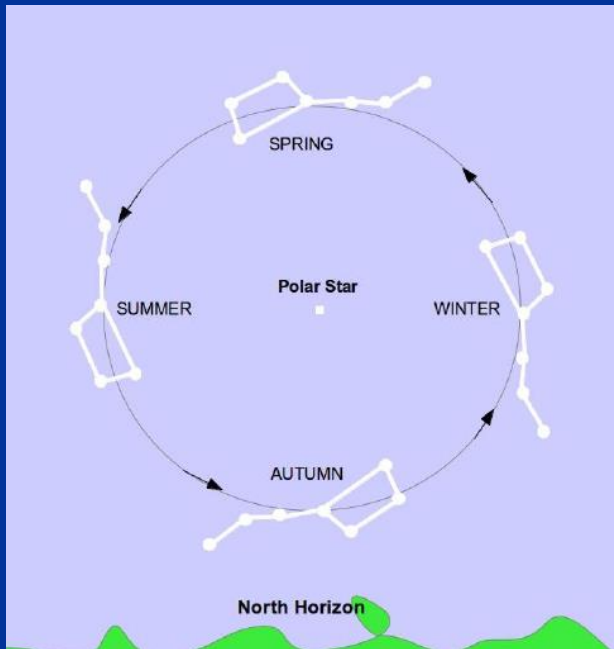 SPRING
Polar Star
SUMMER
WINTER
AUTUMN
North Horizon